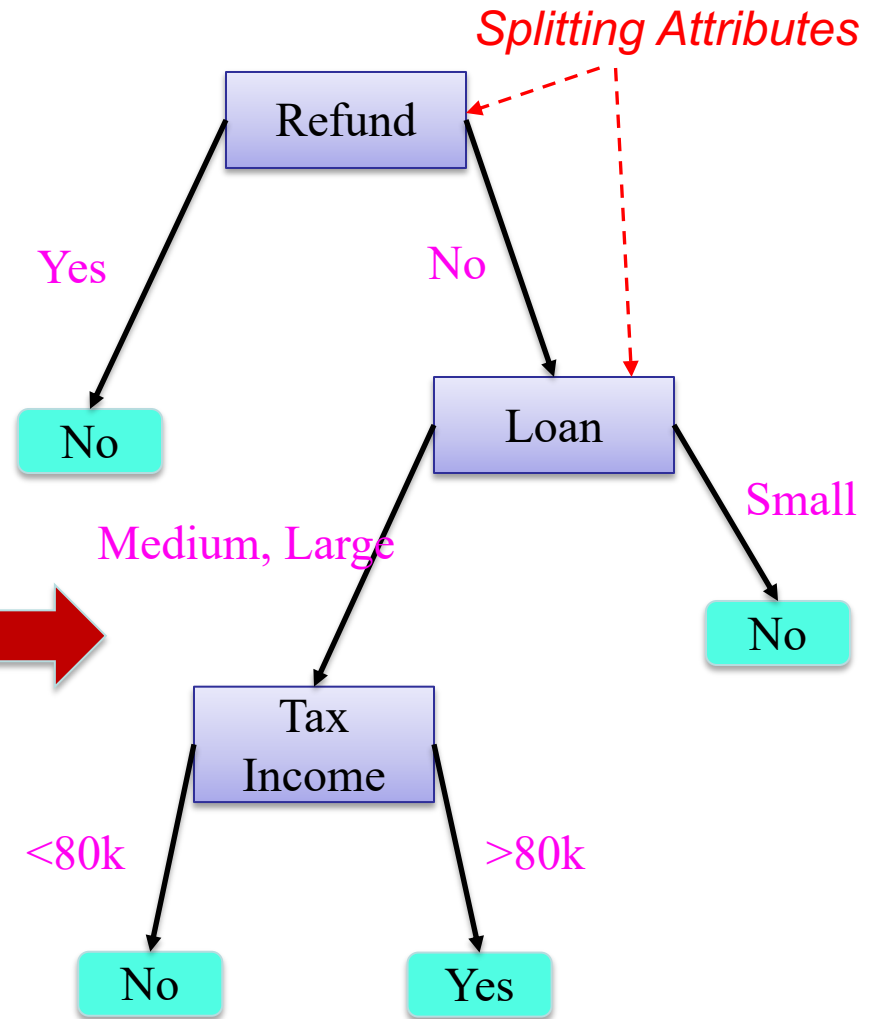 Splitting Attributes
Refund
Yes
No
No
Loan
Medium, Large
Small
No
Tax
Income
<80k
>80k
No
Yes